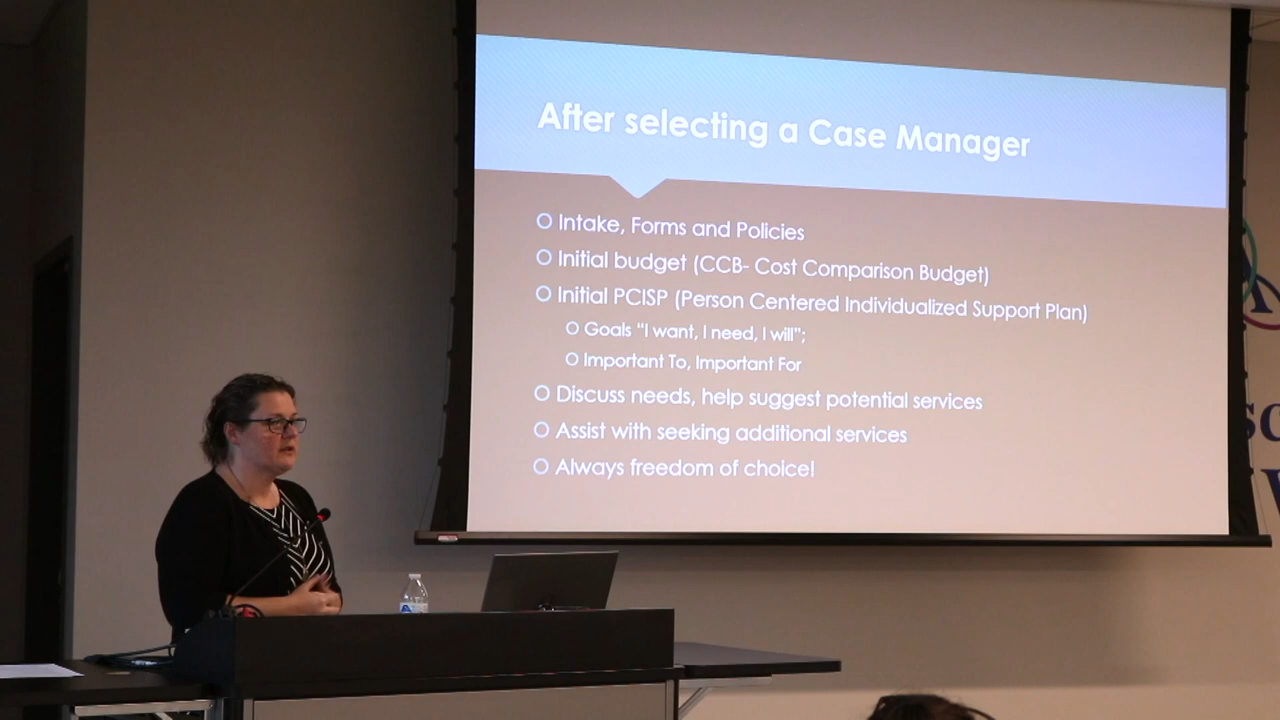 After selecting a Case Manager
Intake, Forms and Policies
Initial budget (CCB- Cost Comparison Budget)
Initial PCISP (Person Centered Individualized Support Plan)
Goals “I want, I need, I will”;
Important To, Important For
Discuss needs, help suggest potential services
Assist with seeking additional services
Always freedom of choice!